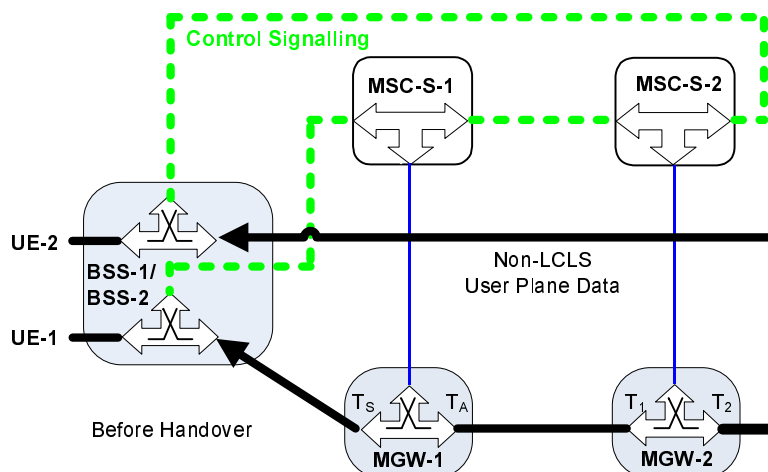 Control Signalling
MSC-S-1
MSC-S-2
UE-2
BSS-1/
BSS-2
Non-LCLS
User Plane Data
UE-1
Before Handover
TS
TA
T1
T2
MGW-1
MGW-2